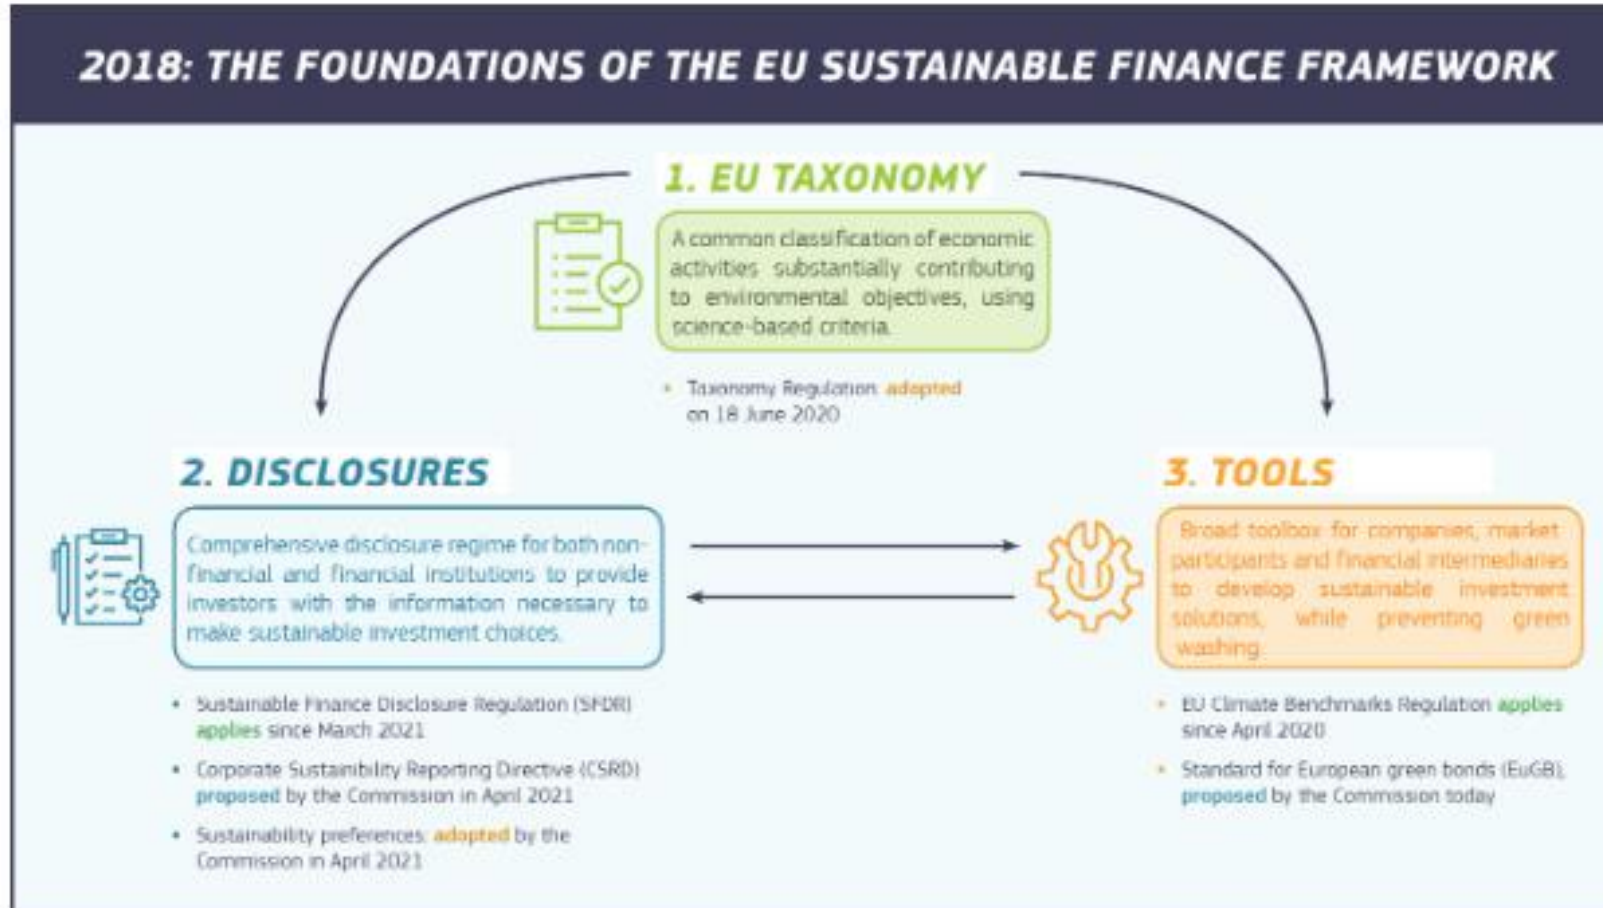 2018: THE FOUNDATIONS OF THE EU SUSTAINABLE FINANCE FRAMEWORK
1. EU TAXONOMY
A common classification of economic
activities substantially contributing
to environmental objectives, using
science-based criteria.
• Taxonomy Regulation: adopted
on 18 June 2020
2. DISCLOSURES
Comprehensive disclosure regime for both non-
financial and financial institutions to provide
investors with the information necessary to
make sustainable investment choices.
• Sustainable Finance Disclosure Regulation (SFDR)
applies since March 2021
• Corporate Sustainibility Reporting Directive (CSRD)
proposed by the Commission in April 2021
• Sustainability preferences: adopted by the
Commission in April 2021
3. TOOLS
Broad toolbox for companies, market
participants and financial intermediaries
to develop sustainable investment
solutions, while preventing green
washing.
• EU Climate Benchmarks Regulation applies
since April 2020
• Standard for European green bonds (EuGB),
proposed by the Commission today